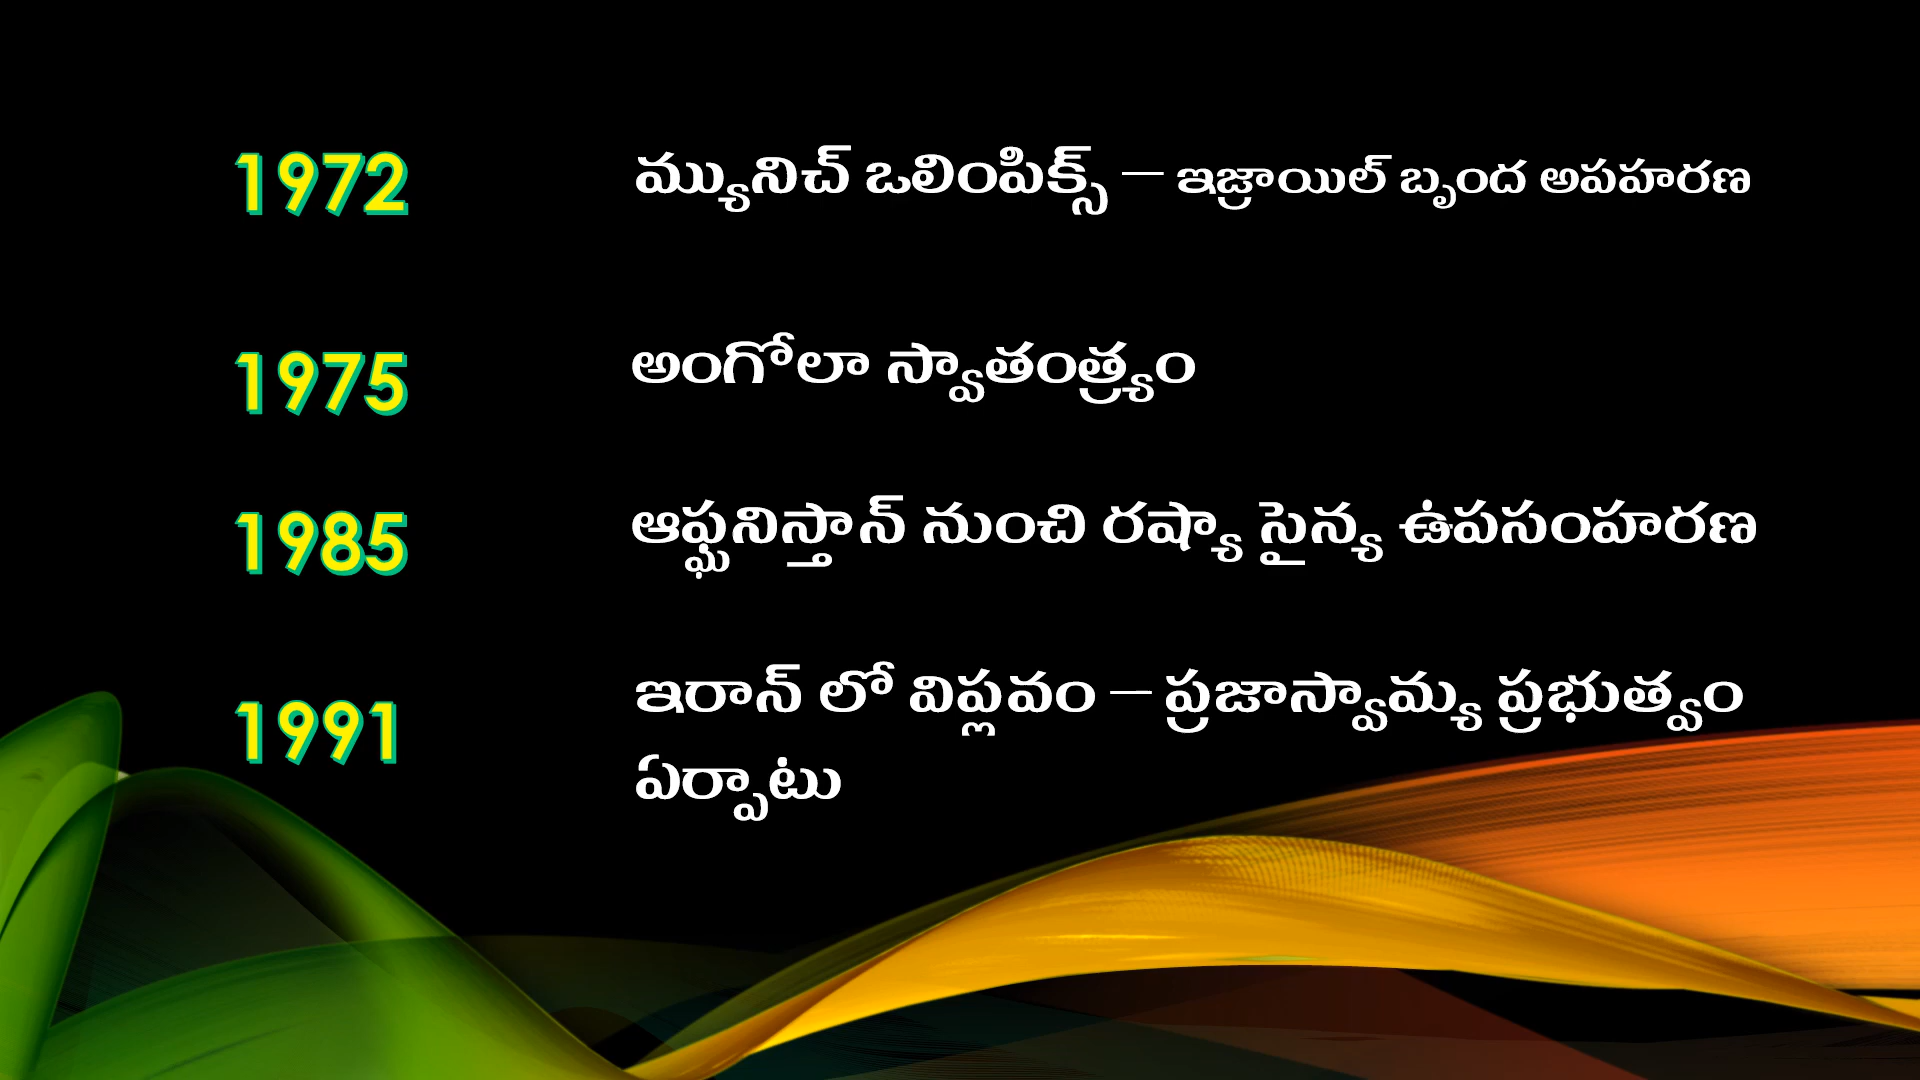 1972 మ్యునిచ్ ఒలింపిక్స్ – ఇజ్రాయిల్ బృంద అపహరణ
1975 అంగోలా స్వాతంత్ర్యం
1985 ఆఫ్ఘనిస్తాన్ నుంచి రష్యా సైన్య ఉపసంహరణ
1991 ఇరాన్ లో విప్లవం – ప్రజాస్వామ్య ప్రభుత్వం
ఏర్పాటు